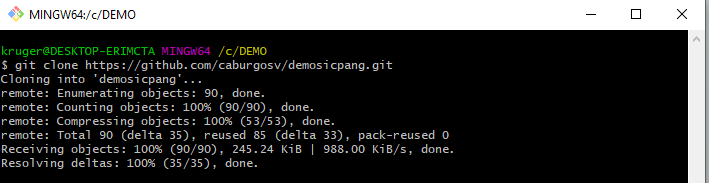 MINGW64:/c/DEMO
kruger@DESKTOP-ERIMCTA MINGW64 /c/DEMO
$ git clone https://github.com/caburgosv/demosicpang.git
Cloning into 'demosicpang'...
remote: Enumerating objects: 90, done.
remote: Counting objects: 100% (90/90), done.
remote: Compressing objects: 100% (53/53), done.
remote: Total 90 (delta 35), reused 85 (delta 33), pack-reused 0
Receiving objects: 100% (90/90), 245.24 KiB | 988.00 KiB/s, done.
Resolving deltas: 100% (35/35), done.